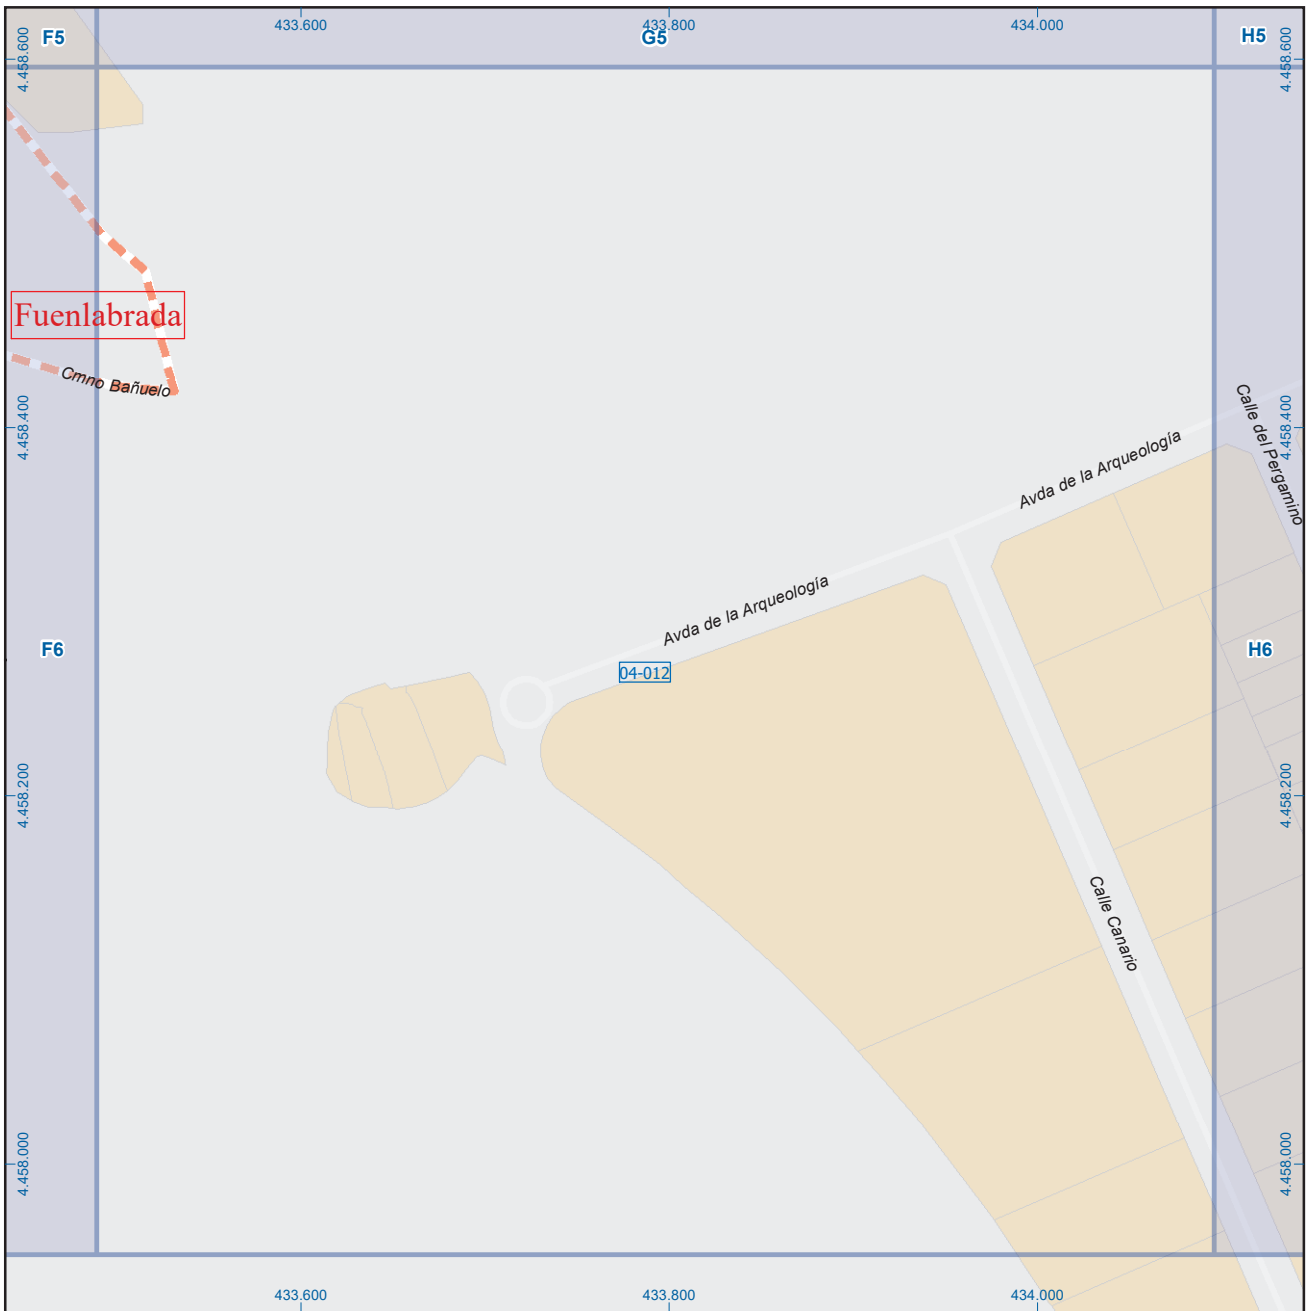 433.600
433.800
434.000
F5
G5
H5
4.458.600
4.458.600
Fuenlabrada
Cmno Bañuelo
4.458.400
4.458.400
Calle del Pergamino
Avda de la Arqueología
Avda de la Arqueología
F6
H6
04-012
4.458.200
4.458.200
Calle Canario
4.458.000
4.458.000
433.600
433.800
434.000